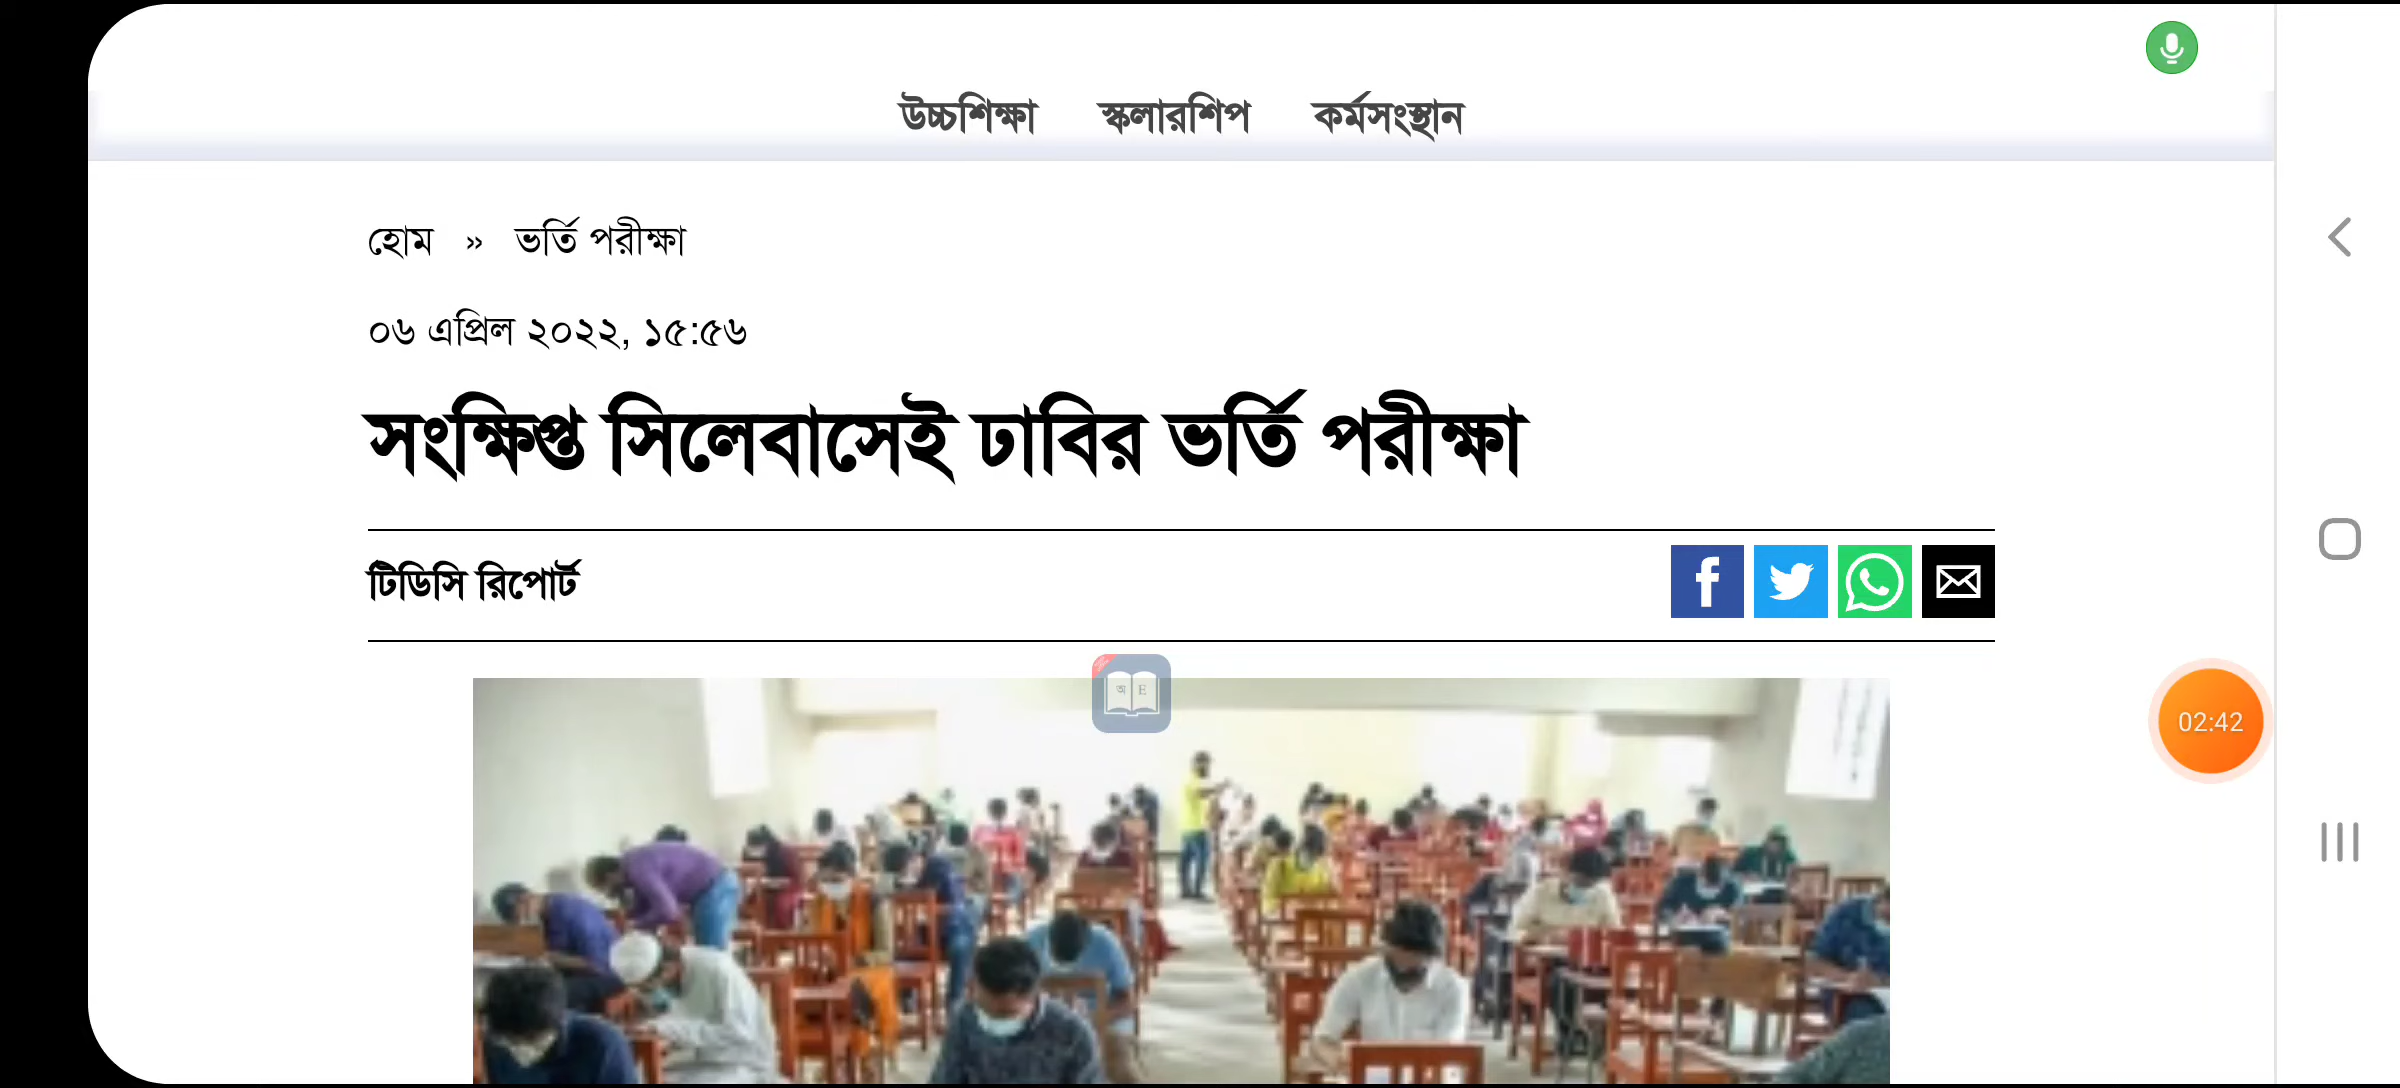 উচ্চশিক্ষা স্কলারশিপ কর্মসংস্থান
হোম » ভর্তি পরীক্ষা
০৬ এপ্রিল ২০২২, ১৫:৫৬
সংক্ষিপ্ত সিলেবাসেই ঢাবির ভর্তি পরীক্ষা
টিডিসি রিপোর্ট
অ E
02:42